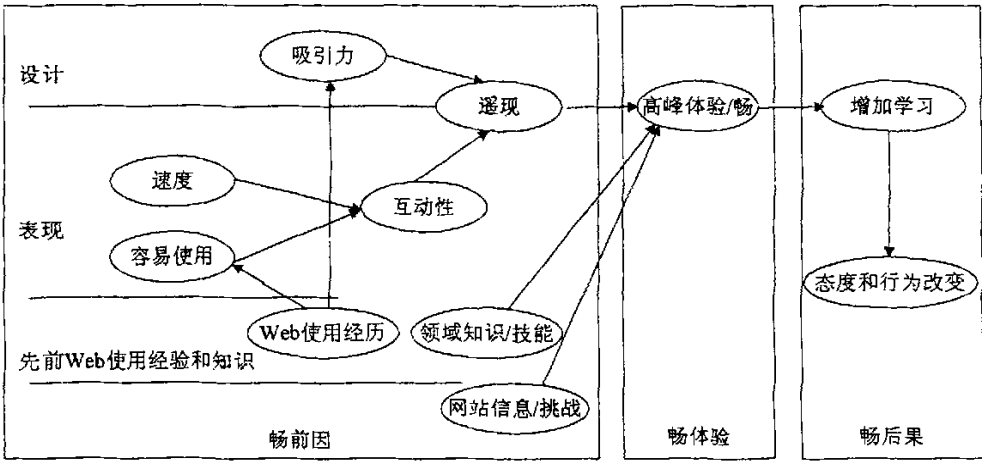 吸引力
设计
遥现
高峰体验/畅
增加学习
速度
互动性
表现
容易使用
态度和行为改变
Web使用经历
领域知识/技能
先前Web使用经验和知识
网站信息/挑战
畅前因
畅体验
畅后果